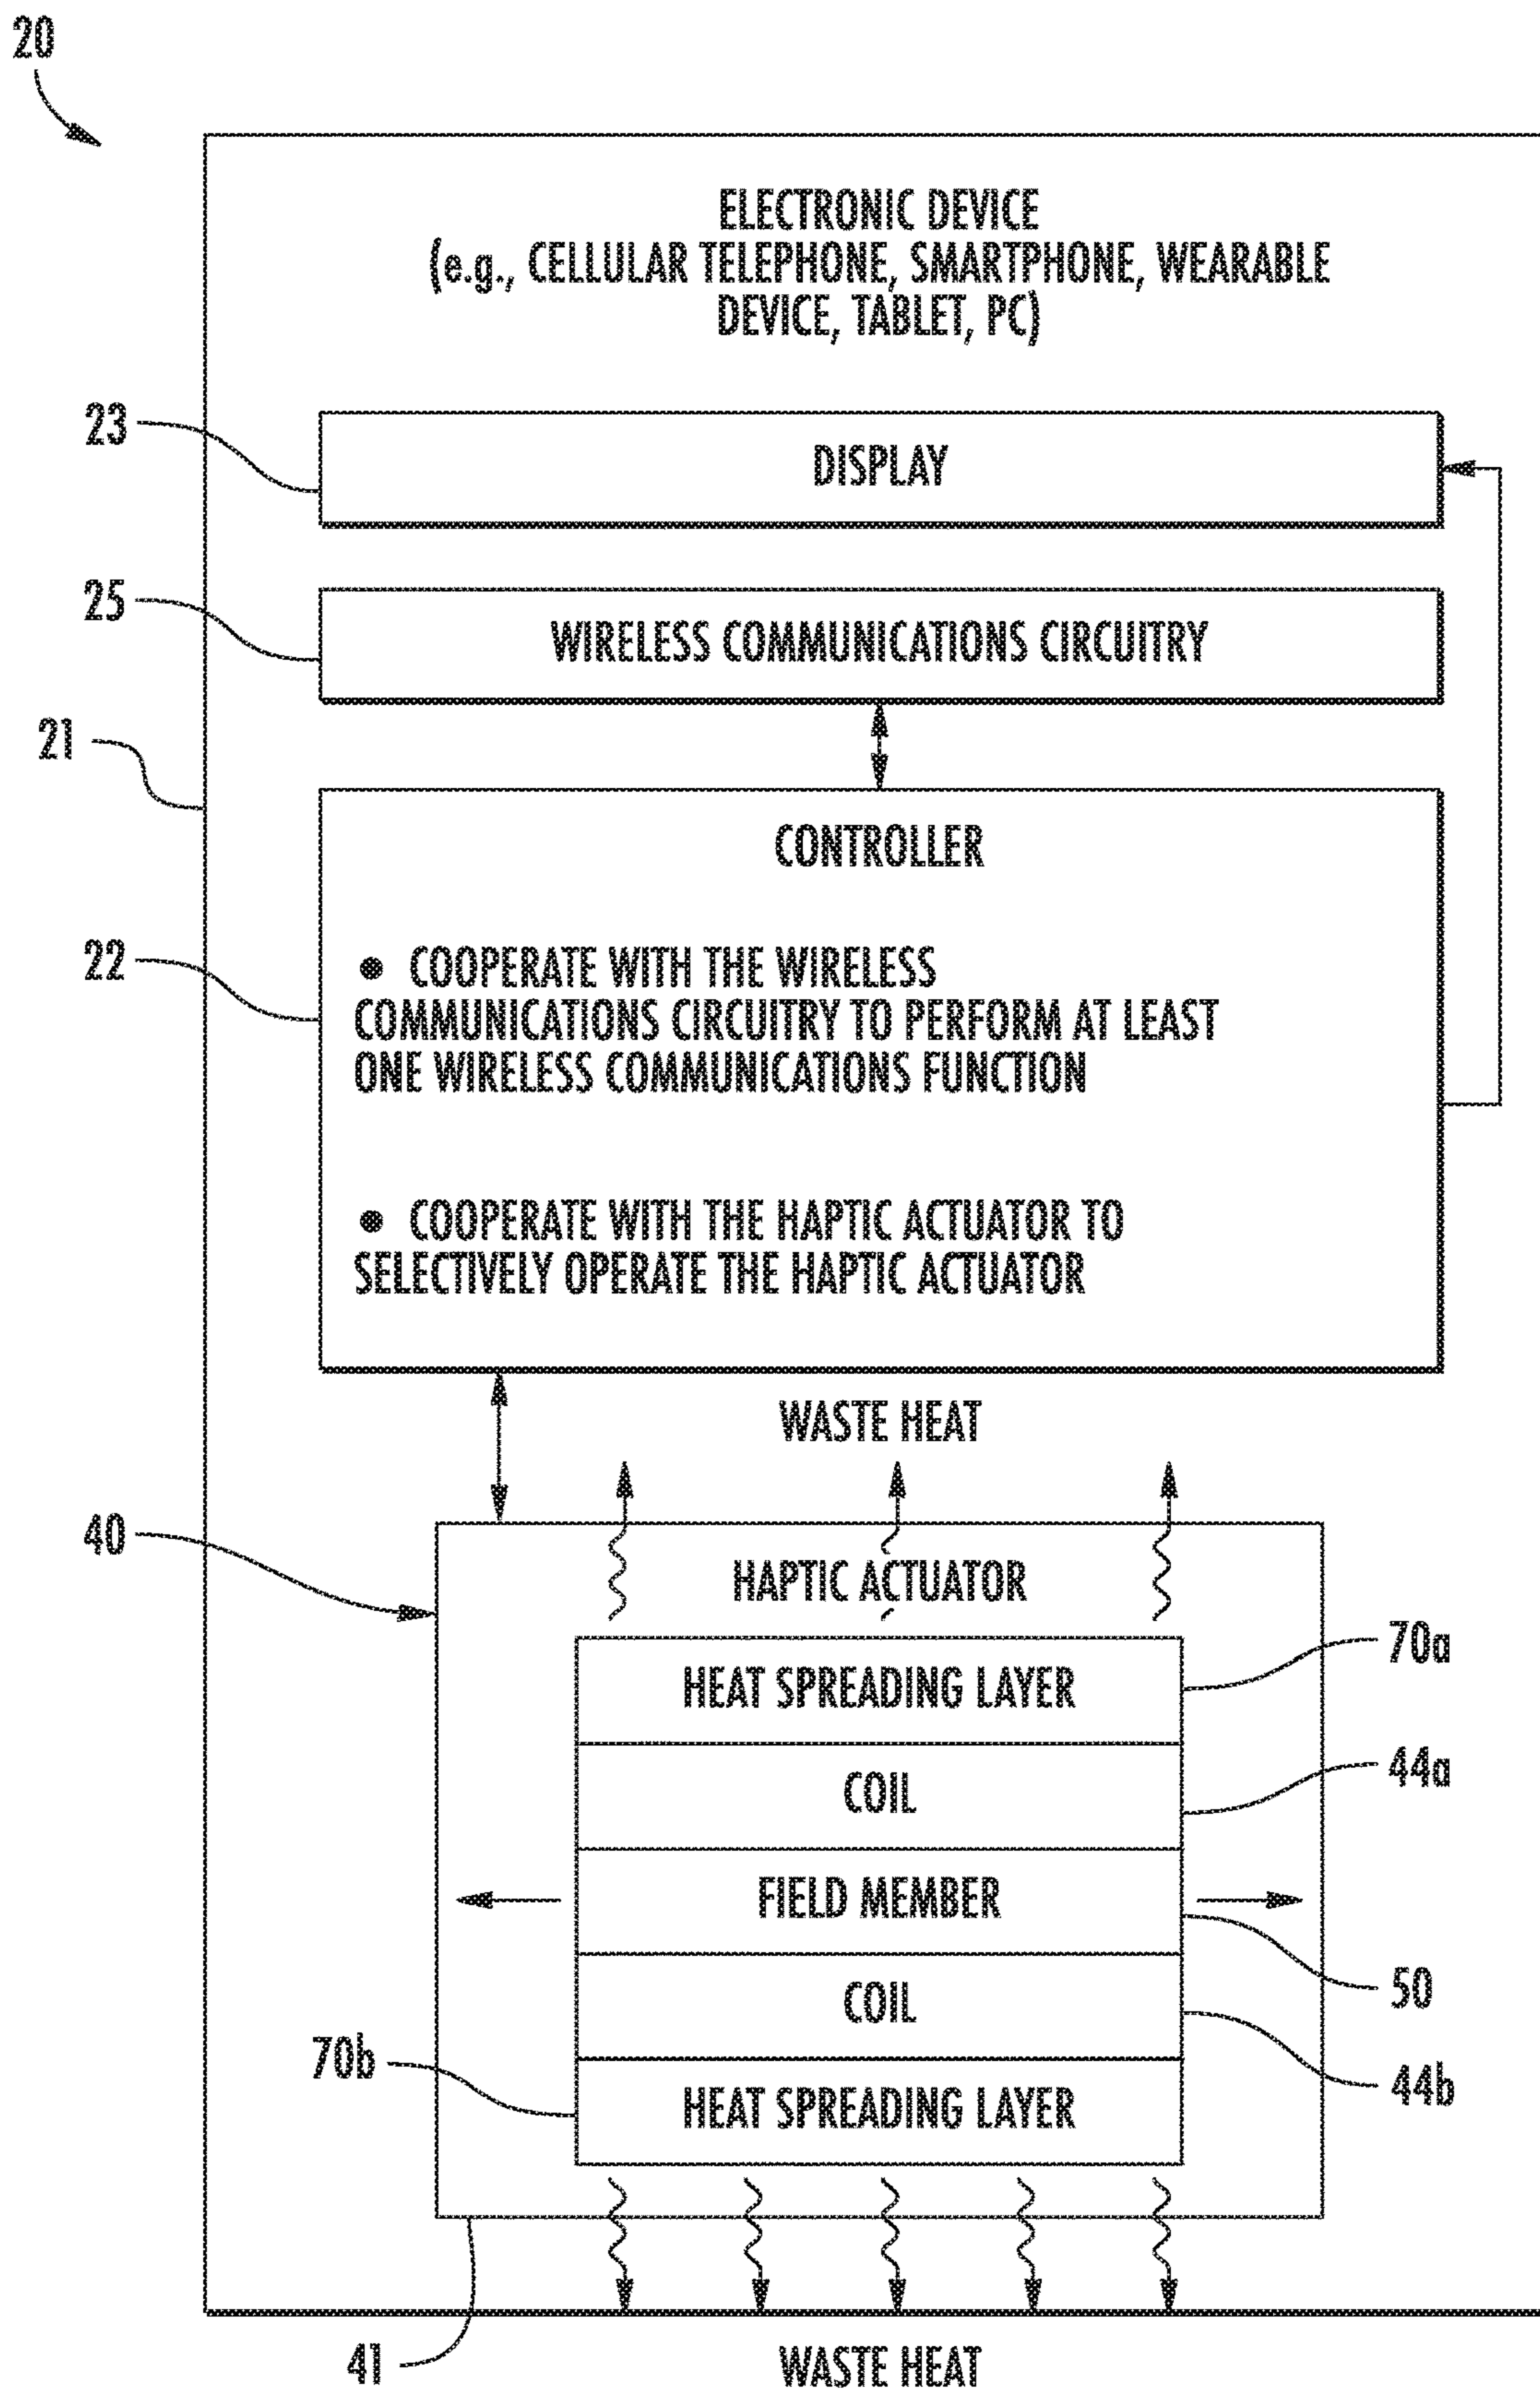 20
ELECTRONIC DEVICE
(e.g., CELLULAR TELEPHONE, SMARTPHONE, WEARABLE
DEVICE, TABLET, PC)
23
DISPLAY
25
WIRELESS COMMUNICATIONS CIRCUITRY
21
CONTROLLER
22
● COOPERATE WITH THE WIRELESS
COMMUNICATIONS CIRCUITRY TO PERFORM AT LEAST
ONE WIRELESS COMMUNICATIONS FUNCTION
● COOPERATE WITH THE HAPTIC ACTUATOR TO
SELECTIVELY OPERATE THE HAPTIC ACTUATOR
WASTE HEAT
40
HAPTIC ACTUATOR
70a
HEAT SPREADING LAYER
44a
COIL
FIELD MEMBER
50
COIL
70b
44b
HEAT SPREADING LAYER
41
WASTE HEAT